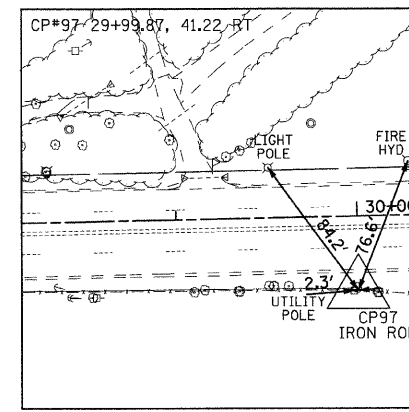 CP#97 29+99.87, 41.22 RT
LIGHT
POLE
FIRE
HYD
30+00
84.2'
76.6'
2.3'
UTILITY
POLE
CP97
IRON ROD